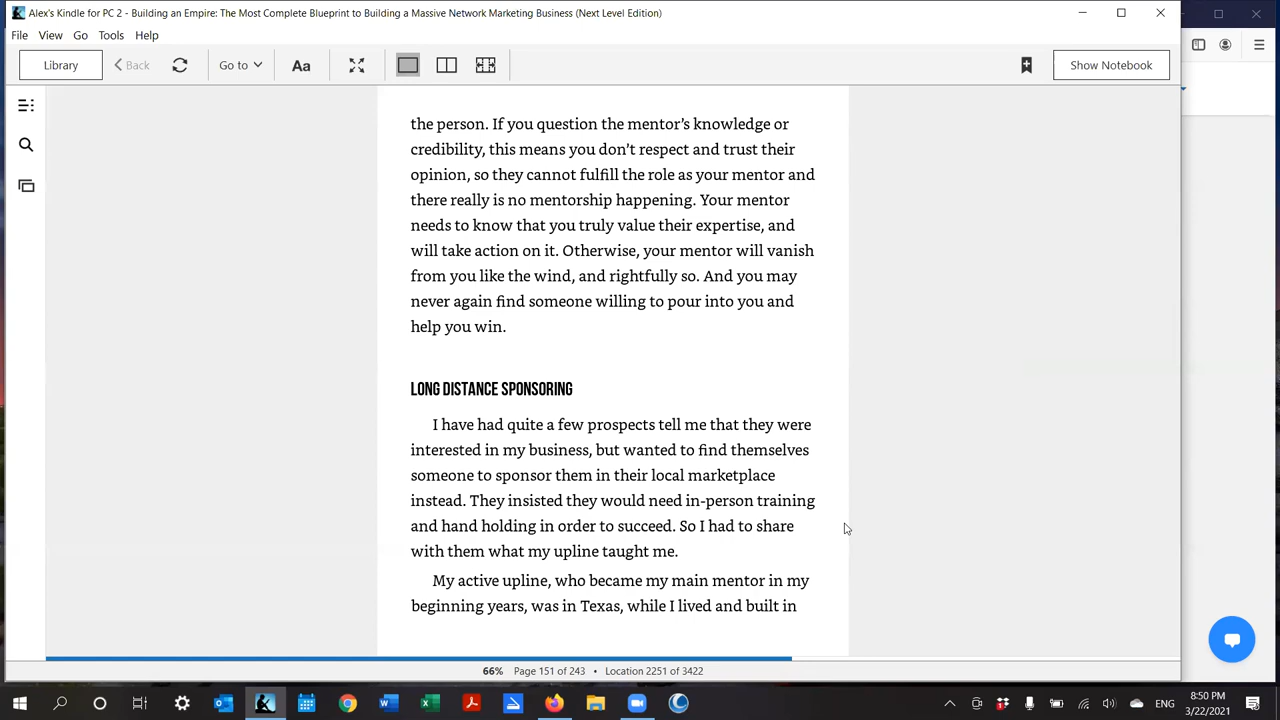 Alex's Kindle for PC 2 - Building an Empire: The Most Complete Blueprint to Building a Massive Network Marketing Business (Next Level Edition)
File View Go Tools Help
Library Back Go to Aa Show Notebook
the person. If you question the mentor's knowledge or
credibility, this means you don't respect and trust their
opinion, so they cannot fulfill the role as your mentor and
there really is no mentorship happening. Your mentor
needs to know that you truly value their expertise, and
will take action on it. Otherwise, your mentor will vanish
from you like the wind, and rightfully so. And you may
never again find someone willing to pour into you and
help you win.
LONG DISTANCE SPONSORING
I have had quite a few prospects tell me that they were
interested in my business, but wanted to find themselves
someone to sponsor them in their local marketplace
instead. They insisted they would need in-person training
and hand holding in order to succeed. So I had to share
with them what my upline taught me.
My active upline, who became my main mentor in my
beginning years, was in Texas, while I lived and built in
66% Page 151 of 243 • Location 2251 of 3422
ENG
8:50 PM
3/22/2021